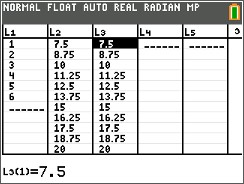 NORMAL FLOAT AUTO REAL RADIAN MP
L1 L2 L3 L4 L5 3
1 7.5 7.5 ------ ------
2 8.75 8.75
3 10 10
4 11.25 11.25
5 12.5 12.5
6 13.75 13.75
------ 15 15
16.25 16.25
17.5 17.5
18.75 18.75
20 20
L3(1)=7.5